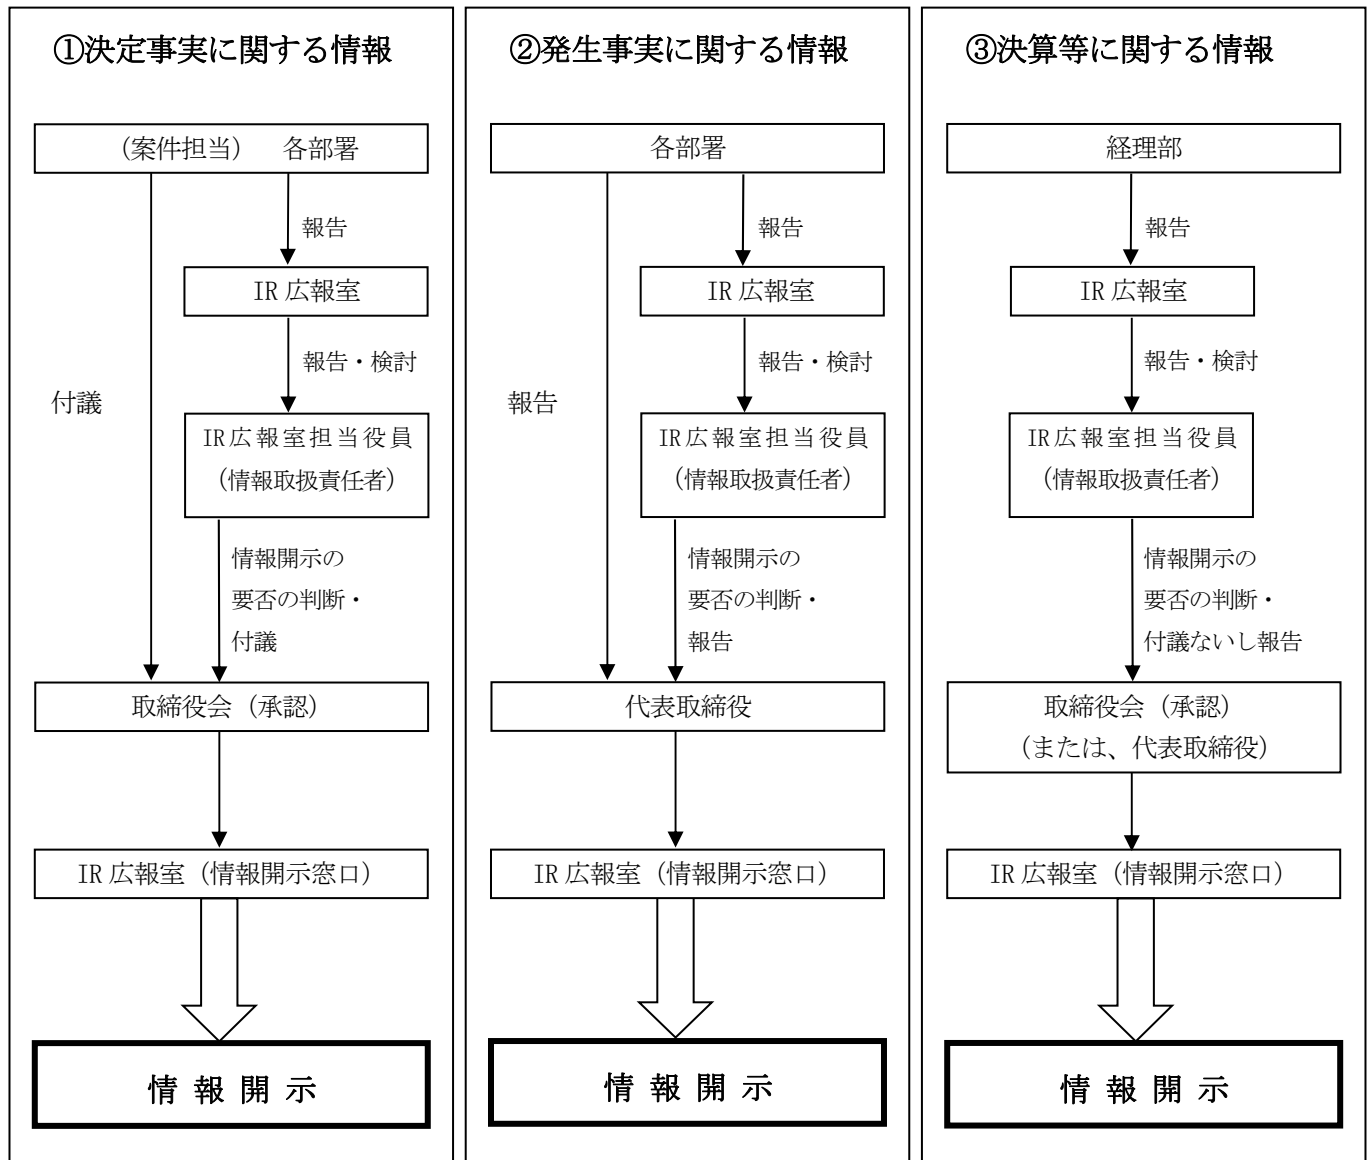 ①決定事実に関する情報
(案件担当) 各部署
報告
IR 広報室
報告・検討
付議
IR広報室担当役員
(情報取扱責任者)
情報開示の
要否の判断・
付議
取締役会（承認）
IR 広報室（情報開示窓口）
情 報 開 示
②発生事実に関する情報
各部署
報告
IR 広報室
報告・検討
報告
IR広報室担当役員
(情報取扱責任者)
情報開示の
要否の判断・
報告
代表取締役
IR 広報室（情報開示窓口）
情 報 開 示
③決算等に関する情報
経理部
報告
IR 広報室
報告・検討
IR広報室担当役員
(情報取扱責任者)
情報開示の
要否の判断・
付議ないし報告
取締役会（承認）
（または、代表取締役）
IR 広報室（情報開示窓口）
情 報 開 示